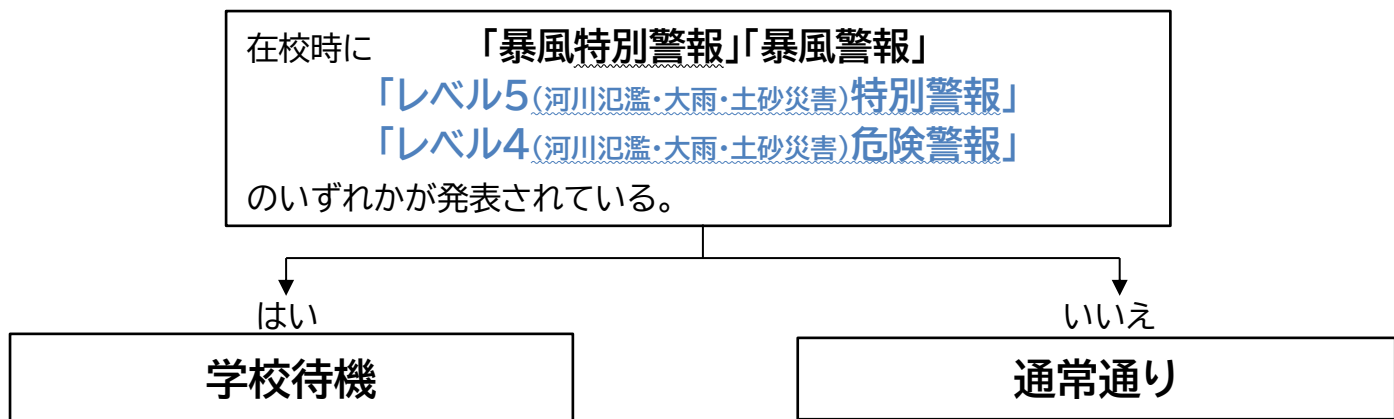 在校時に 「暴風特別警報」「暴風警報」
「レベル5(河川氾濫・大雨・土砂災害)特別警報」
「レベル4(河川氾濫・大雨・土砂災害)危険警報」
のいずれかが発表されている。
はい
いいえ
学校待機
通常通り